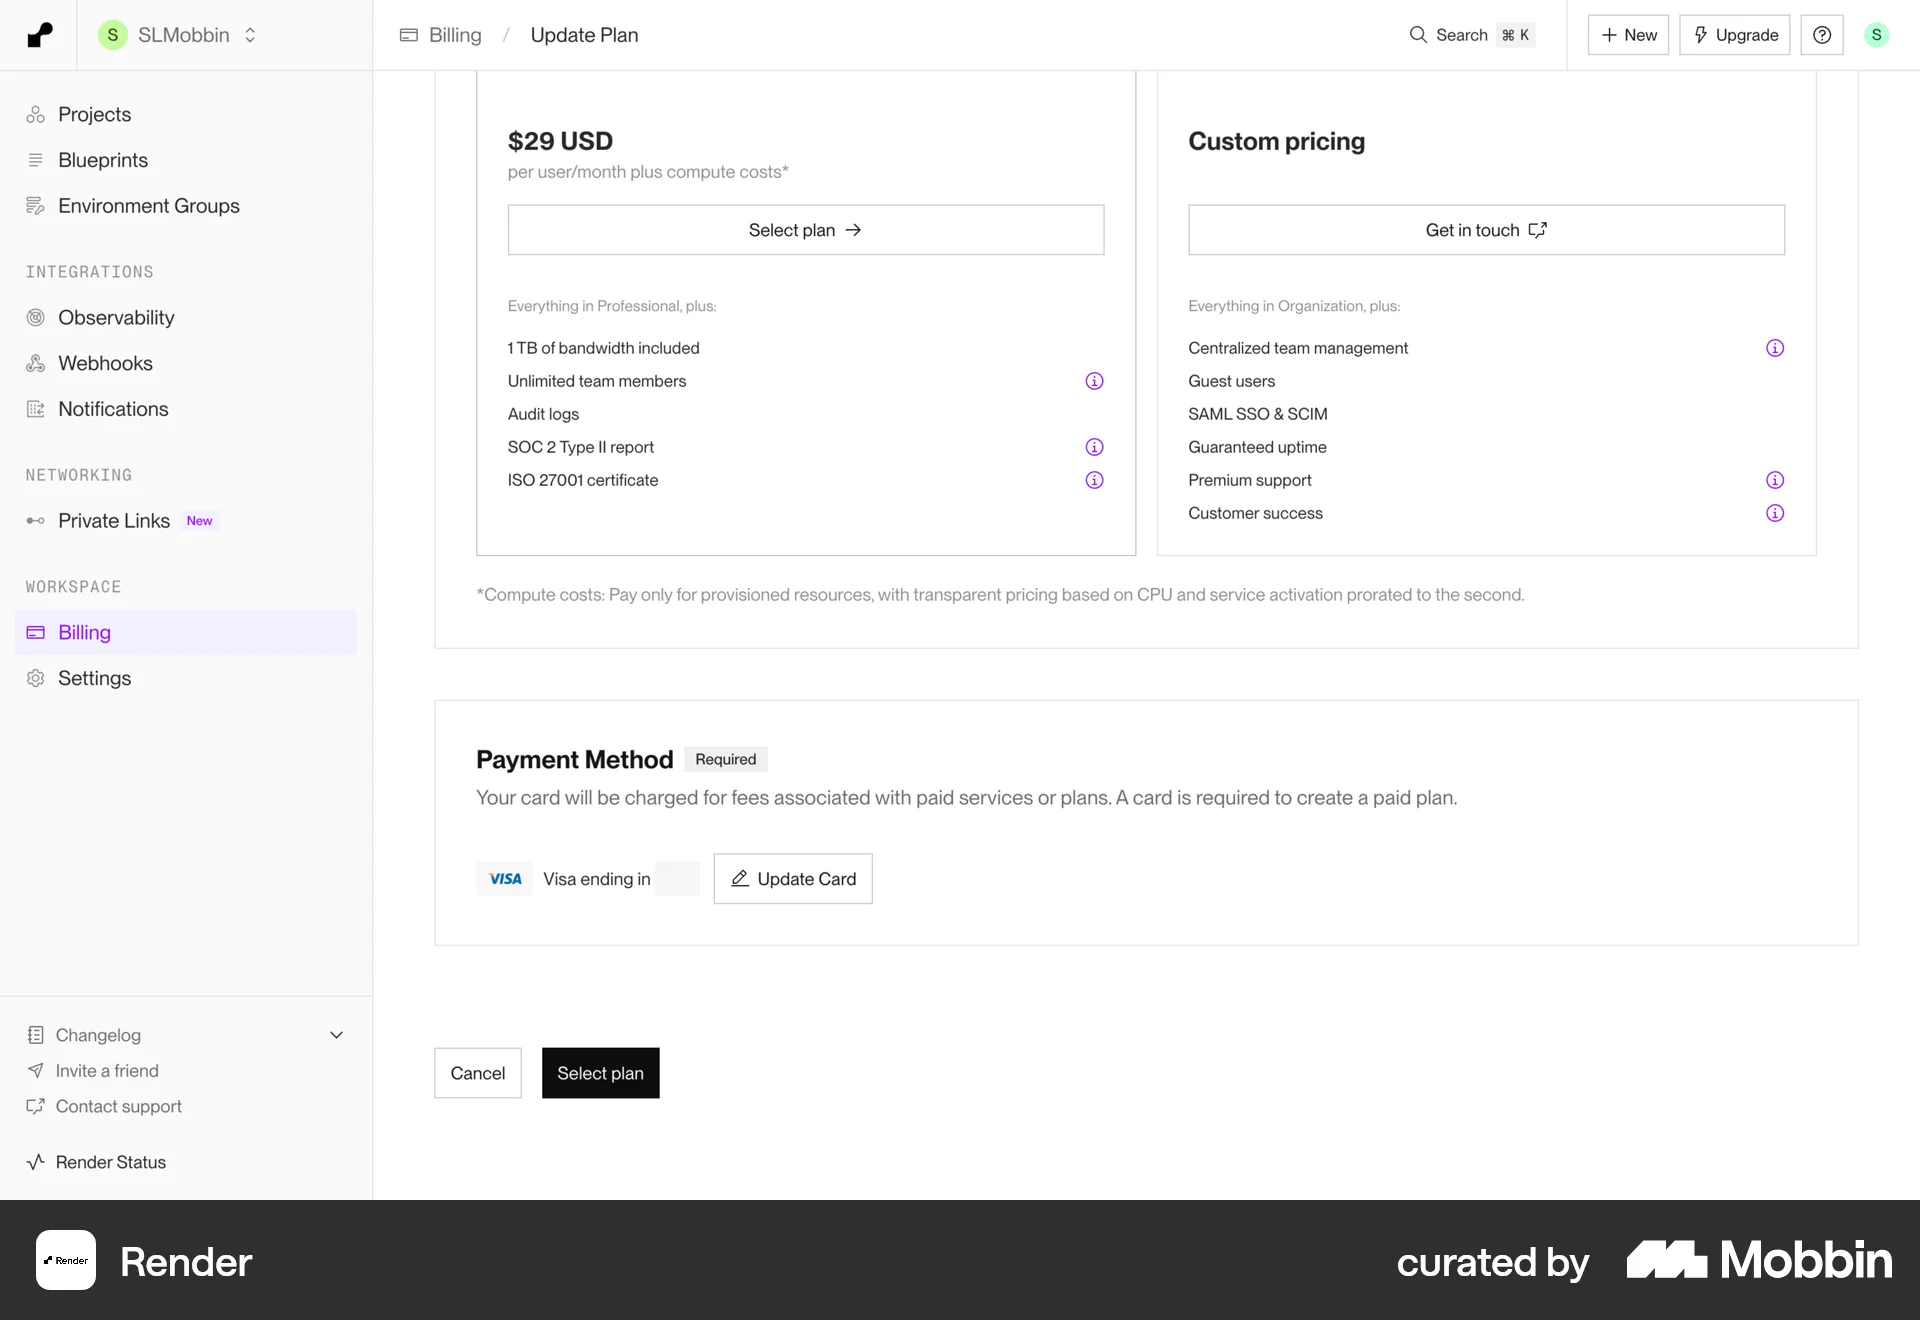 S SLMobbin
Billing / Update Plan
Search ⌘ K
+ New
Upgrade
S
Projects
Blueprints
Environment Groups
INTEGRATIONS
Observability
Webhooks
Notifications
NETWORKING
Private Links New
WORKSPACE
Billing
Settings
Changelog
Invite a friend
Contact support
Render Status
$29 USD
per user/month plus compute costs*
Select plan →
Everything in Professional, plus:
1 TB of bandwidth included
Unlimited team members
Audit logs
SOC 2 Type II report
ISO 27001 certificate
Custom pricing
Get in touch
Everything in Organization, plus:
Centralized team management
Guest users
SAML SSO & SCIM
Guaranteed uptime
Premium support
Customer success
*Compute costs: Pay only for provisioned resources, with transparent pricing based on CPU and service activation prorated to the second.
Payment Method Required
Your card will be charged for fees associated with paid services or plans. A card is required to create a paid plan.
VISA Visa ending in
Update Card
Cancel
Select plan
Render
Render
curated by
Mobbin